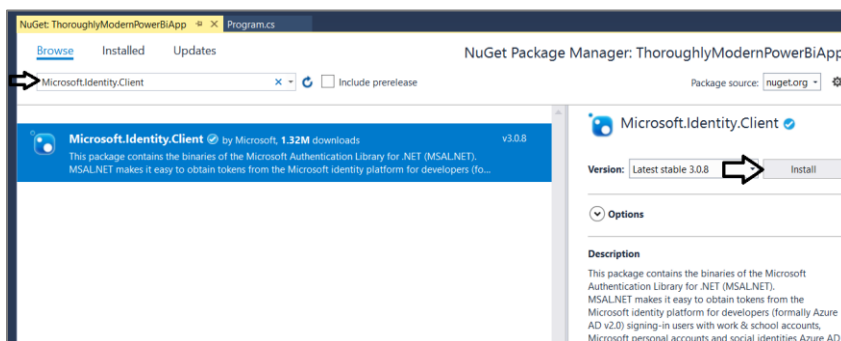 NuGet: ThoroughlyModernPowerBiApp Program.cs
Browse Installed Updates
NuGet Package Manager: ThoroughlyModernPowerBiApp
Microsoft.Identity.Client
Include prerelease
Package source: nuget.org
Microsoft.Identity.Client by Microsoft, 1.32M downloads v3.0.8
This package contains the binaries of the Microsoft Authentication Library for .NET (MSAL.NET).
MSAL.NET makes it easy to obtain tokens from the Microsoft identity platform for developers (fo...
Microsoft.Identity.Client
Version: Latest stable 3.0.8 Install
Options
Description
This package contains the binaries of the Microsoft
Authentication Library for .NET (MSAL.NET).
MSAL.NET makes it easy to obtain tokens from the
Microsoft identity platform for developers (formally Azure
AD v2.0) signing-in users with work & school accounts,
Microsoft personal accounts and social identities Azure AD